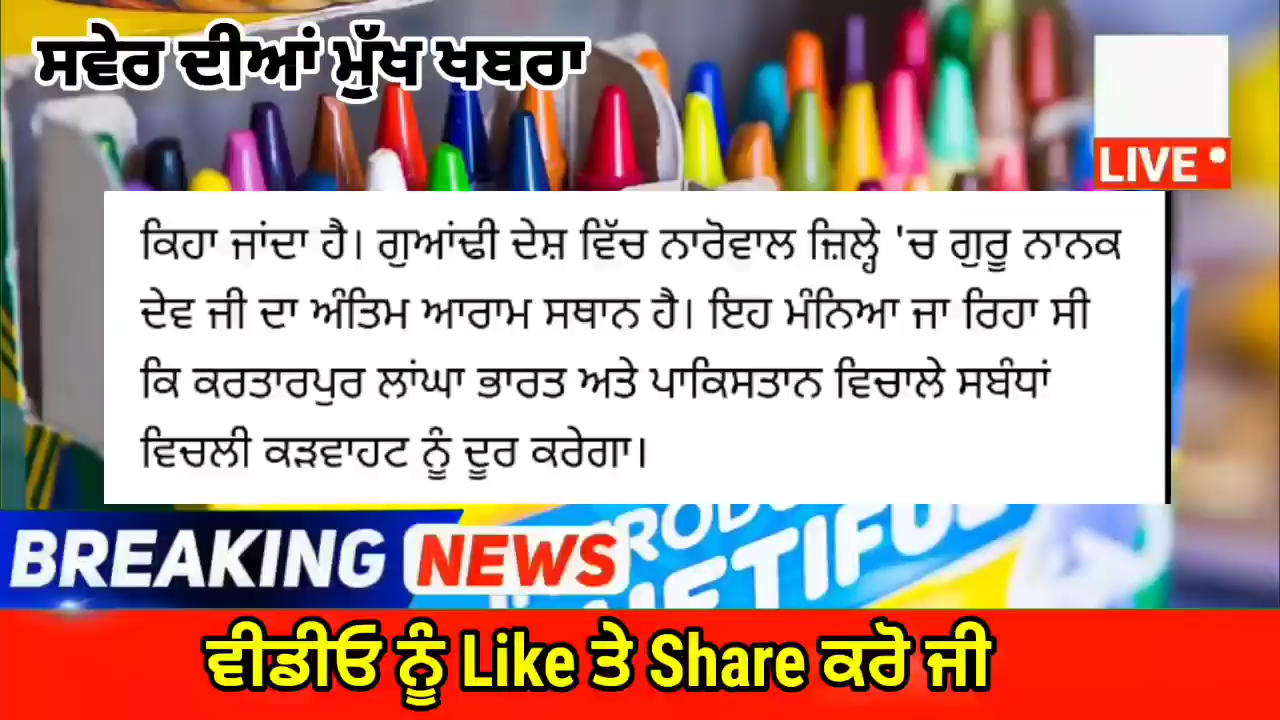 ਸਵੇਰ ਦੀਆਂ ਮੁੱਖ ਖਬਰਾ
LIVE
ਕਿਹਾ ਜਾਂਦਾ ਹੈ। ਗੁਆਂਢੀ ਦੇਸ਼ ਵਿੱਚ ਨਾਰੋਵਾਲ ਜ਼ਿਲ੍ਹੇ 'ਚ ਗੁਰੂ ਨਾਨਕ
ਦੇਵ ਜੀ ਦਾ ਅੰਤਿਮ ਆਰਾਮ ਸਥਾਨ ਹੈ। ਇਹ ਮੰਨਿਆ ਜਾ ਰਿਹਾ ਸੀ
ਕਿ ਕਰਤਾਰਪੁਰ ਲਾਂਘਾ ਭਾਰਤ ਅਤੇ ਪਾਕਿਸਤਾਨ ਵਿਚਾਲੇ ਸਬੰਧਾਂ
ਵਿਚਲੀ ਕੜਵਾਹਟ ਨੂੰ ਦੂਰ ਕਰੇਗਾ।
BREAKING NEWS
ਵੀਡੀਓ ਨੂੰ Like ਤੇ Share ਕਰੋ ਜੀ